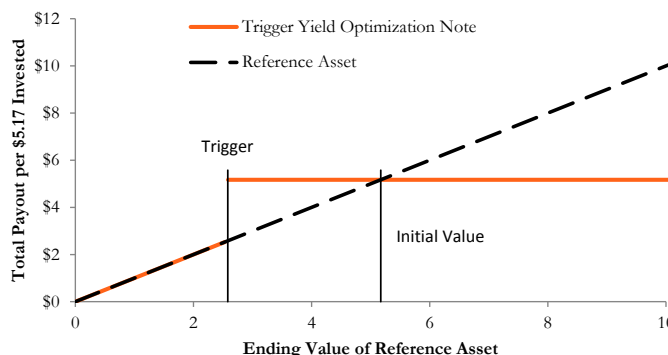 $12
Trigger Yield Optimization Note
$10
Reference Asset
$8
Trigger
$6
$4
Initial Value
$2
$0
0
2
4
6
8
10
Total Payout per $5.17 Invested
Ending Value of Reference Asset